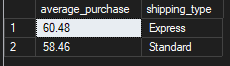 average_purchase shipping_type
1 60.48 Express
2 58.46 Standard